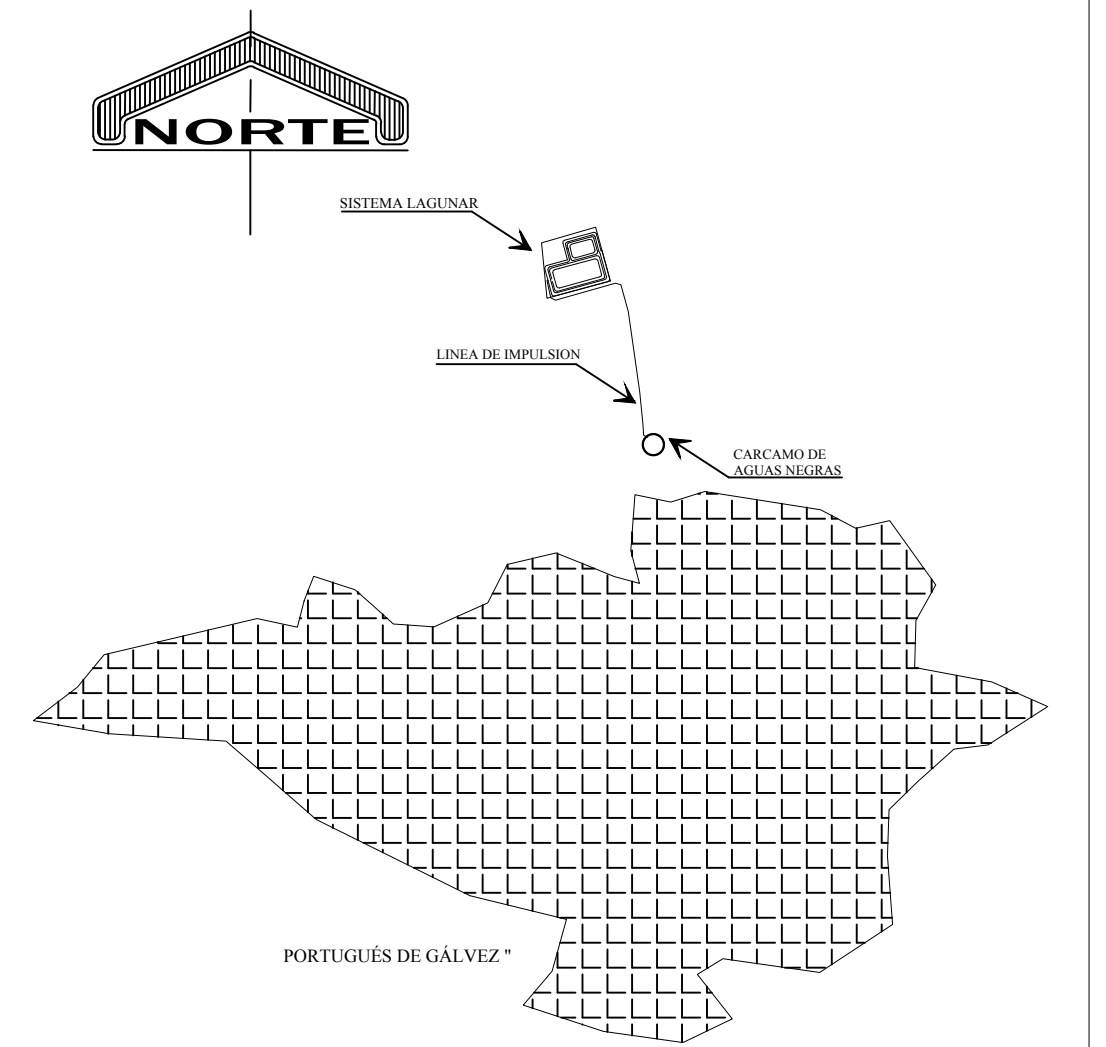 NORTE
SISTEMA LAGUNAR
LINEA DE IMPULSION
CARCAMO DE
AGUAS NEGRAS
PORTUGUÉS DE GÁLVEZ "